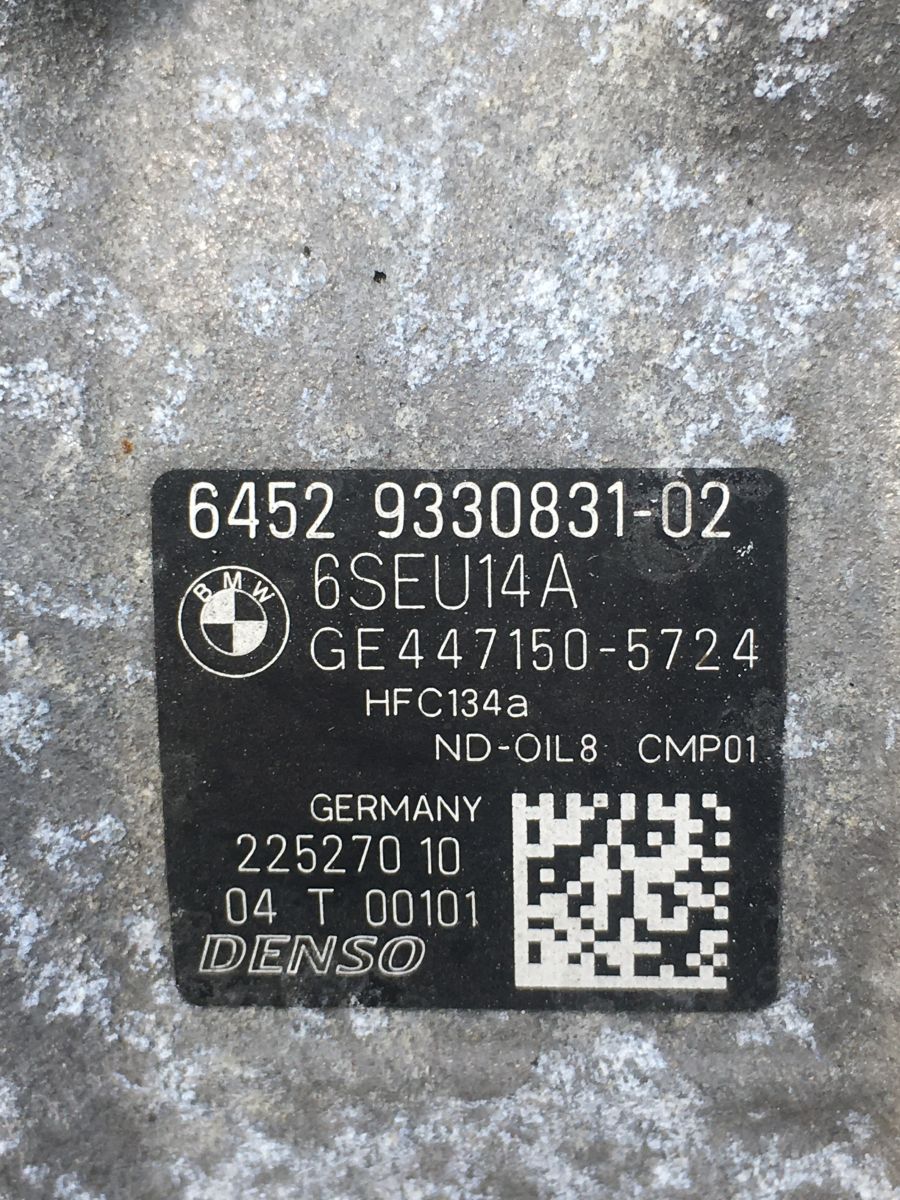 6452 9330831-02
BMW
6SEU14A
GE447150-5724
HFC134a
ND-OIL8 CMP01
GERMANY
225270 10
04 T 00101
DENSO